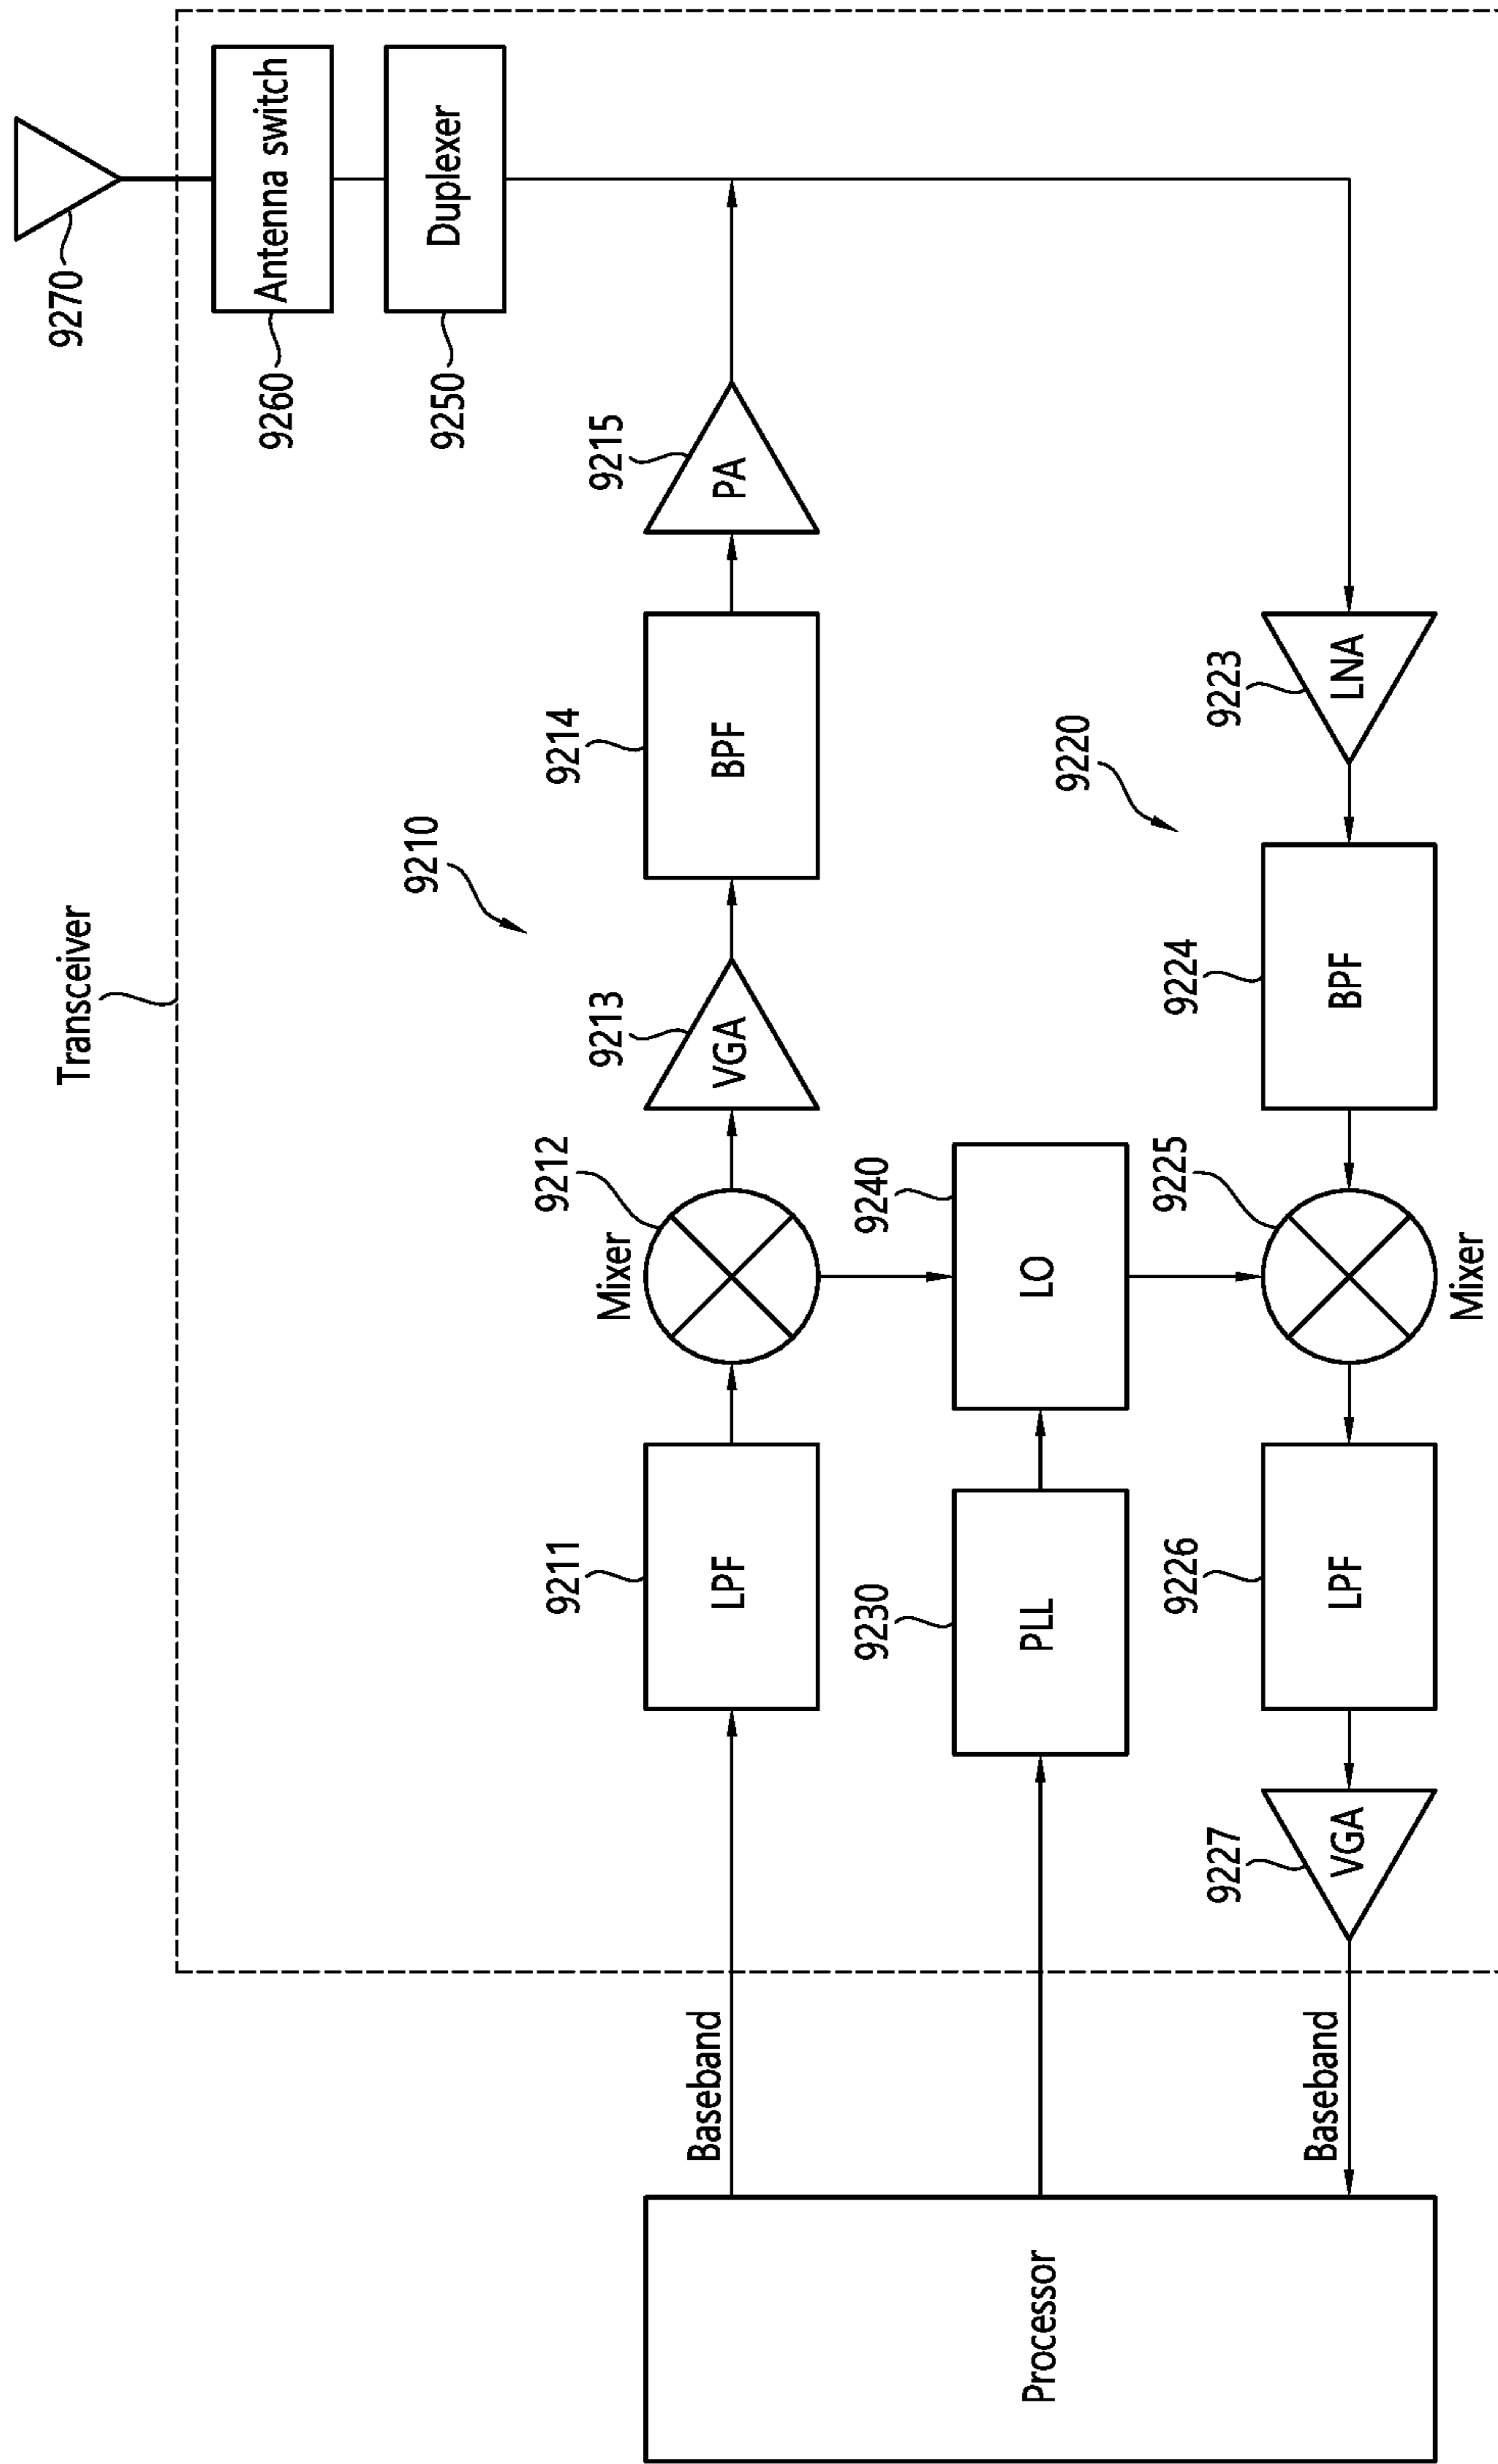 Transceiver
9270
Antenna switch
9260
Duplexer
9250
9210
Baseband
LPF
9211
Mixer
9212
VGA
9213
BPF
9214
PA
9215
Processor
PLL
9230
LO
9240
9220
Baseband
VGA
9227
LPF
9226
Mixer
9225
BPF
9224
LNA
9223